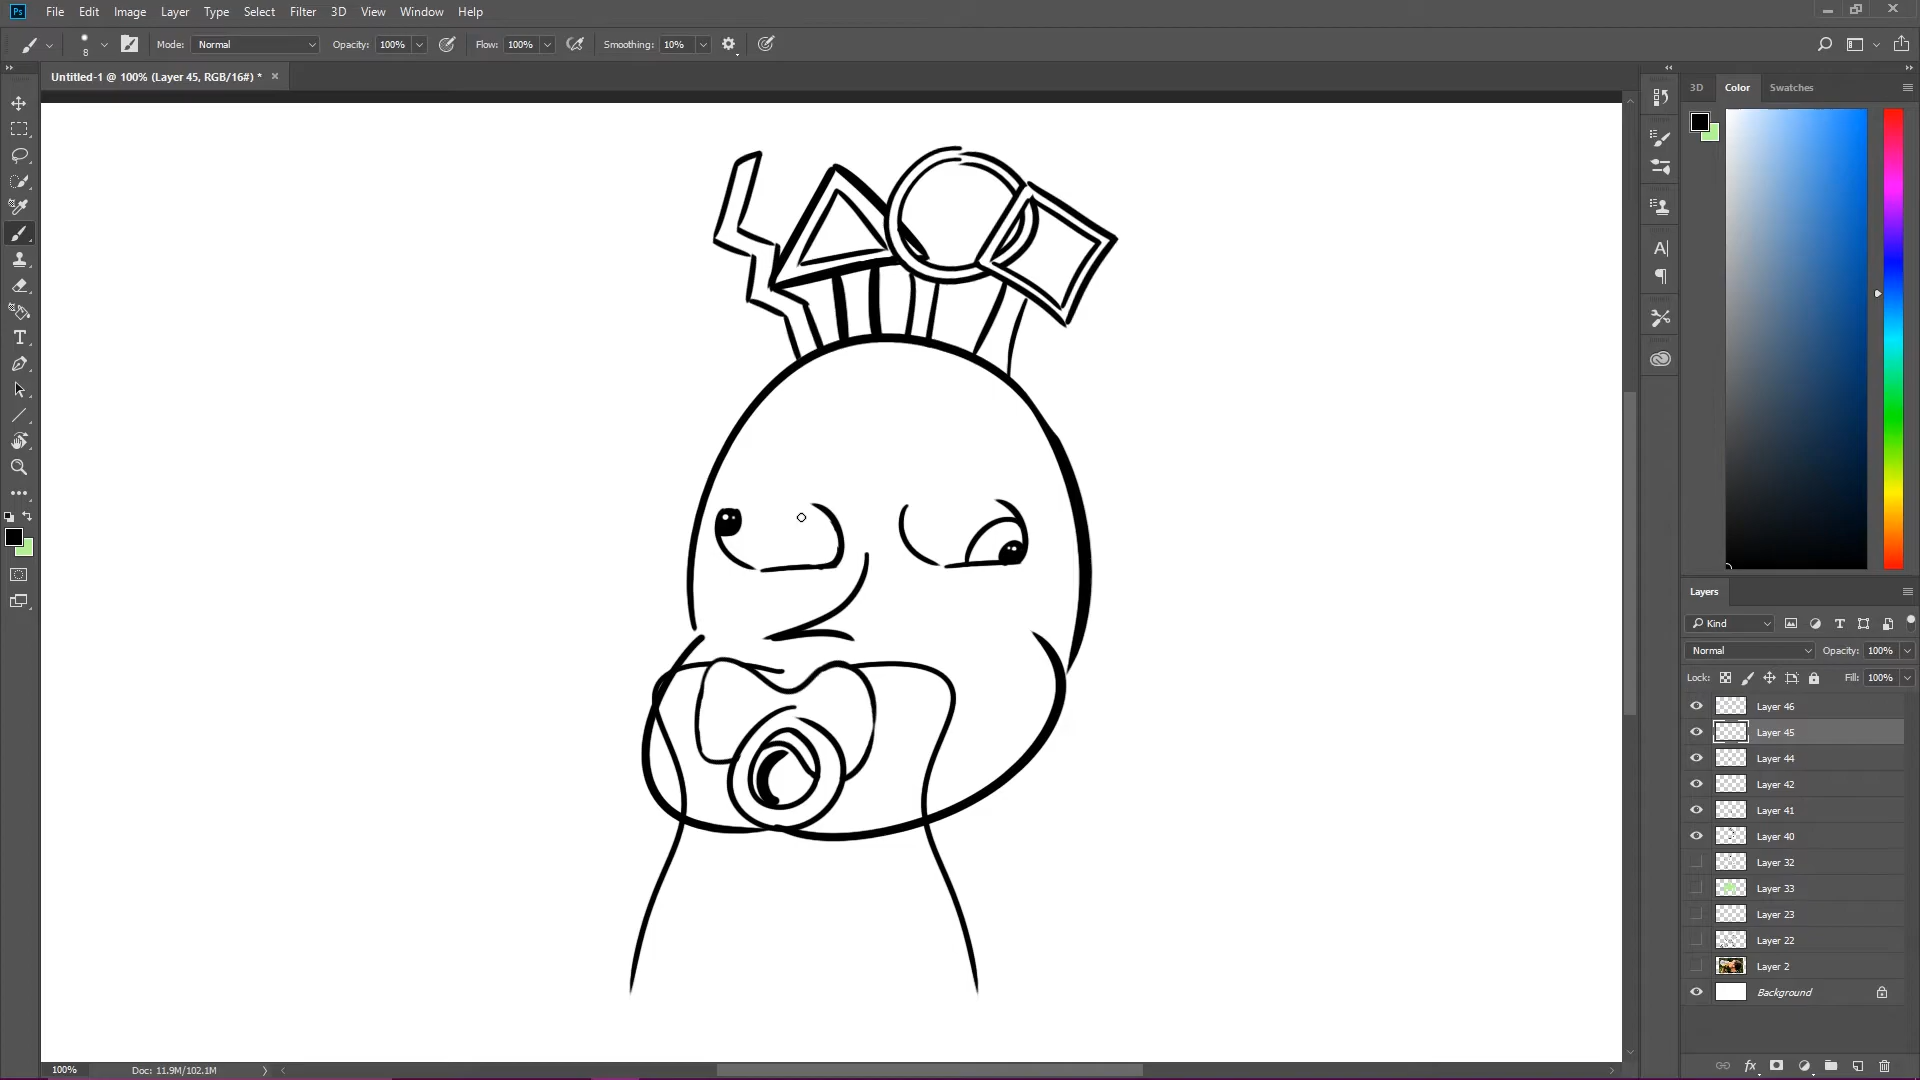 Ps File Edit Image Layer Type Select Filter 3D View Window Help
8 Mode: Normal Opacity: 100% Flow: 100% Smoothing: 10%
Untitled-1 @ 100% (Layer 45, RGB/16#) * ×
3D Color Swatches
A
T
Layers
Kind
Normal Opacity: 100%
Lock: Fill: 100%
Layer 46
Layer 45
Layer 44
Layer 42
Layer 41
Layer 40
Layer 32
Layer 33
Layer 23
Layer 22
Layer 2
Background
fx
100% Doc: 11.9M/102.1M